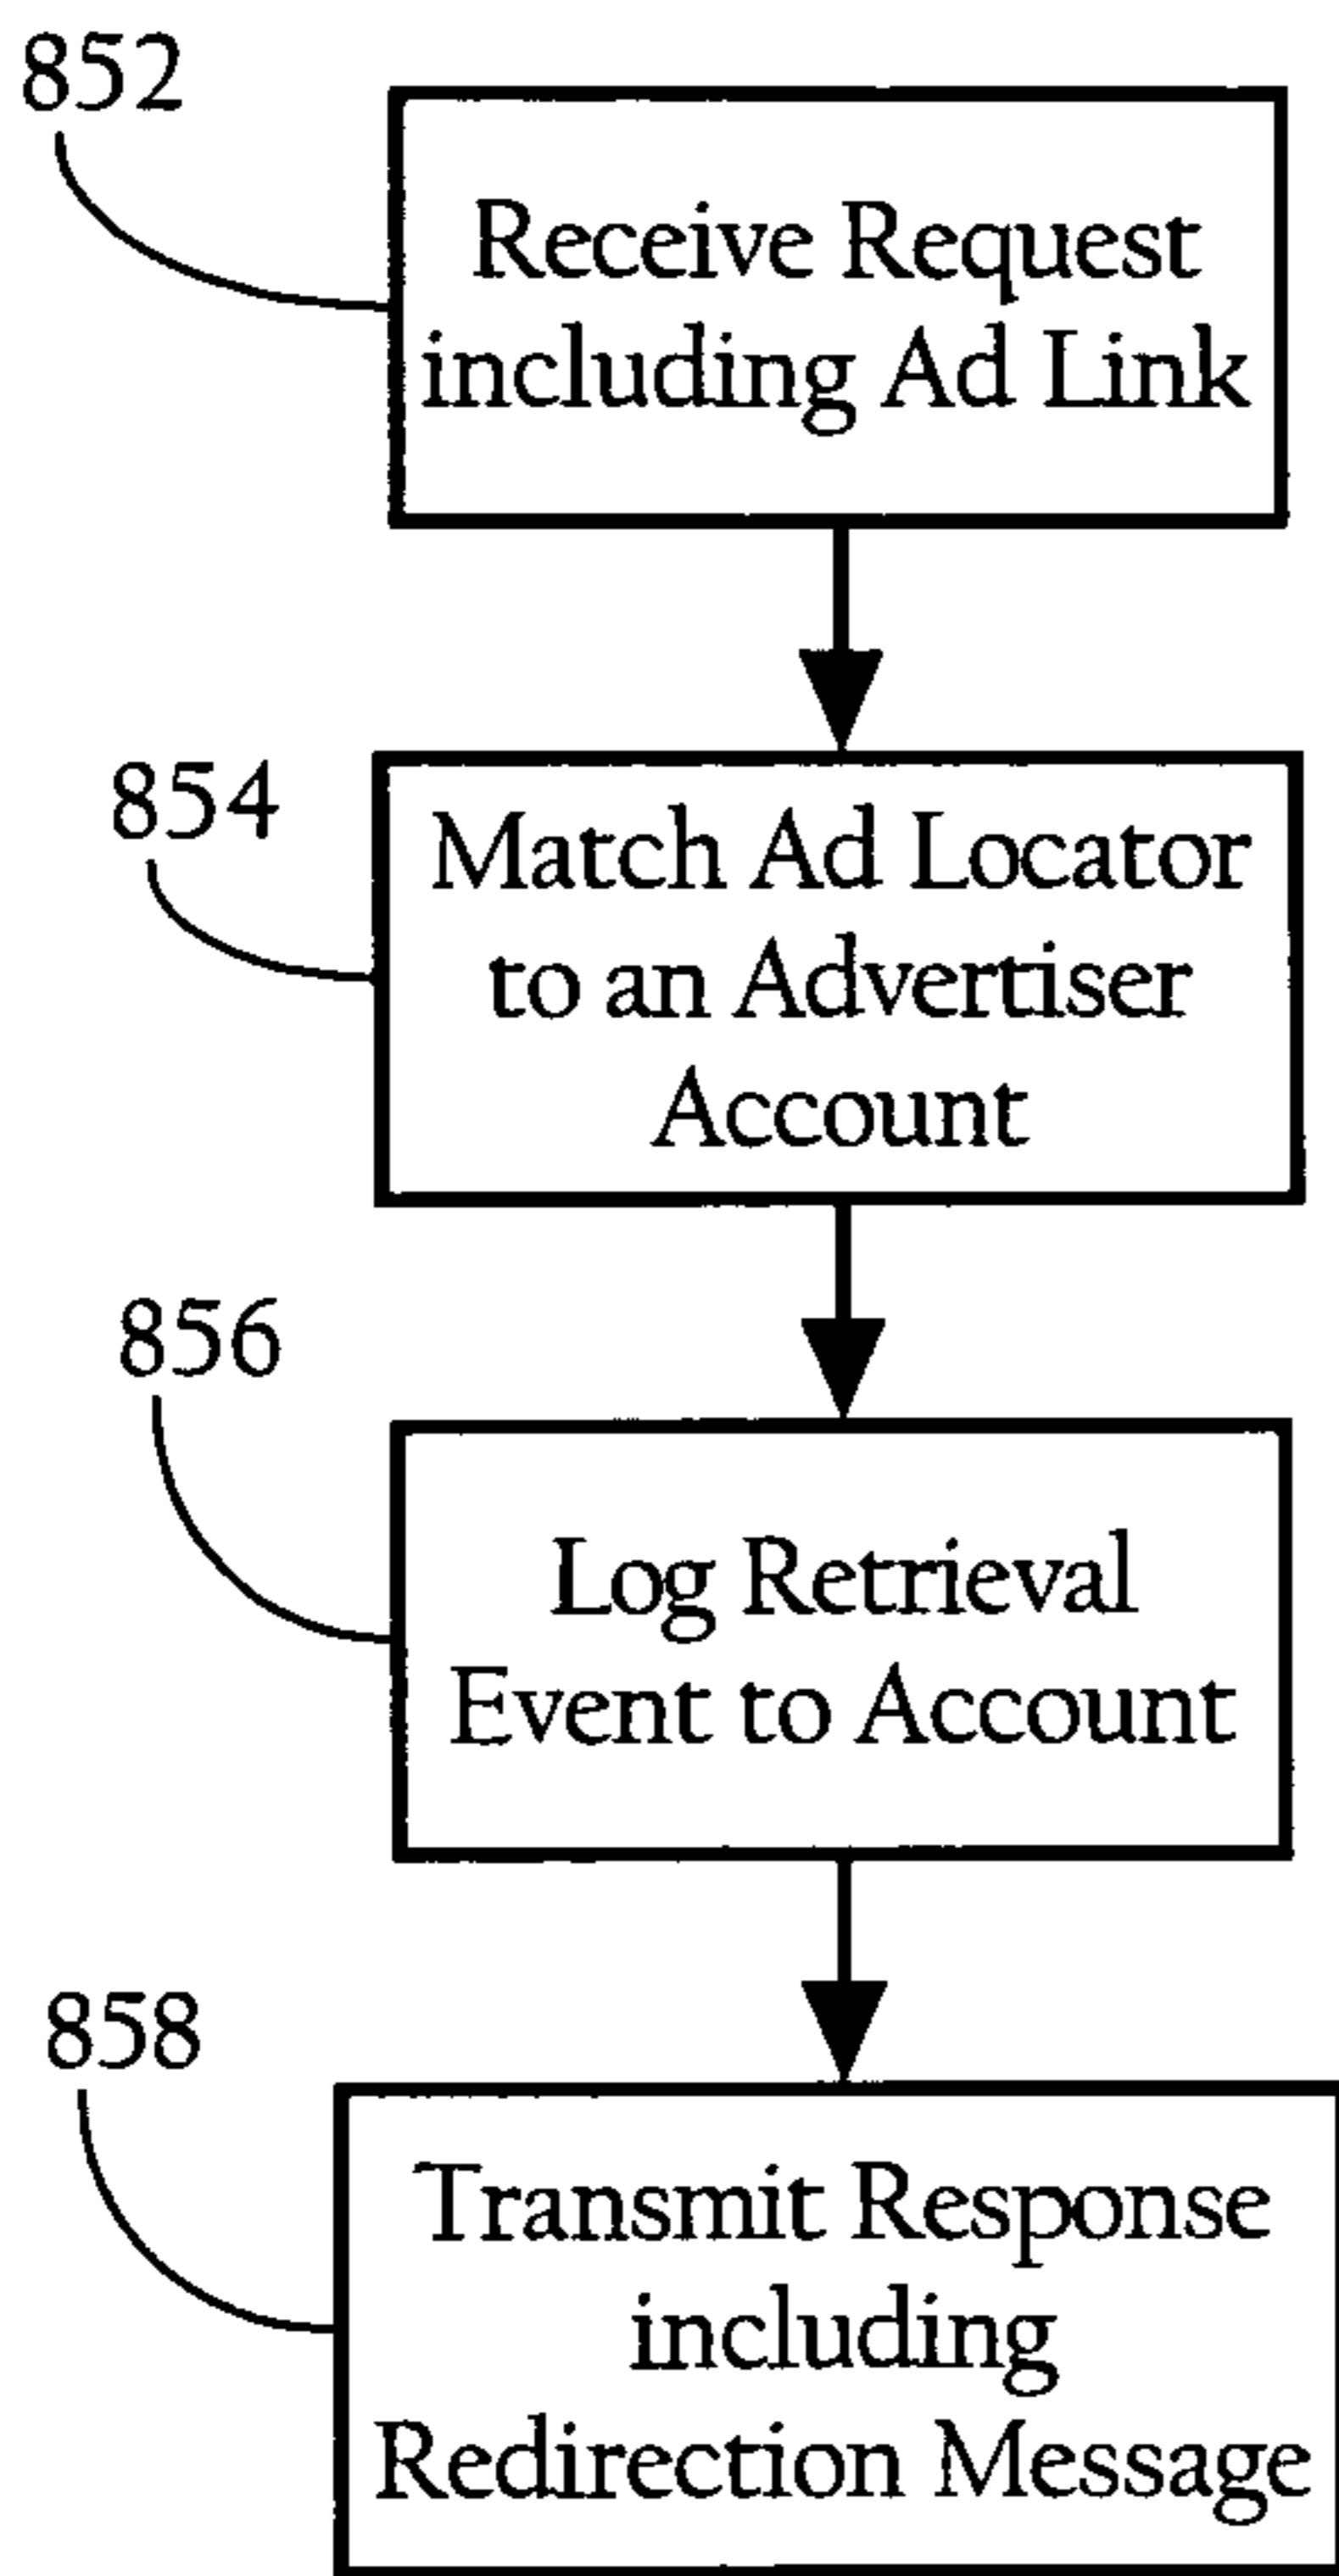 852
Receive Request
including Ad Link
854
Match Ad Locator
to an Advertiser
Account
856
Log Retrieval
Event to Account
858
Transmit Response
including
Redirection Message